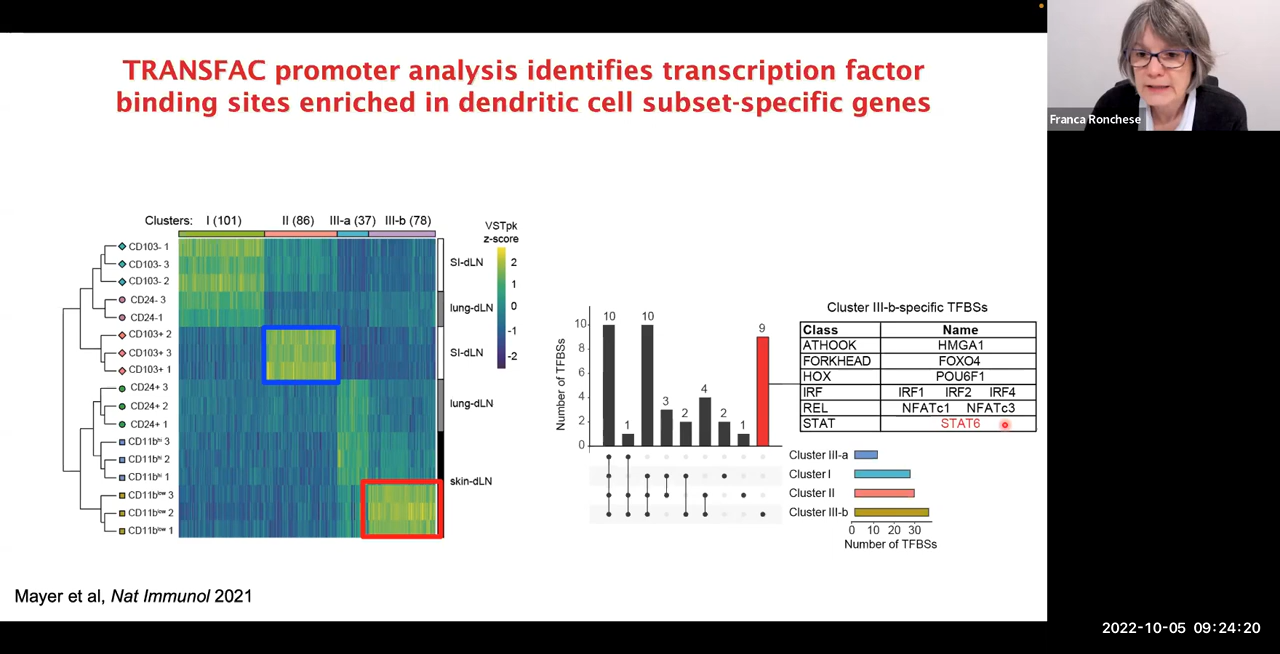 TRANSFAC promoter analysis identifies transcription factor
binding sites enriched in dendritic cell subset-specific genes
Franca Ronchese
Clusters: I (101) II (86) III-a (37) III-b (78)
VSTpk
z-score
2
1
0
-1
-2
CD103- 1
CD103- 3
CD103- 2
CD24- 3
CD24-1
CD103+ 2
CD103+ 3
CD103+ 1
CD24+ 3
CD24+ 2
CD24+ 1
CD11bhi 3
CD11bhi 2
CD11bhi 1
CD11blow 3
CD11blow 2
CD11blow 1
SI-dLN
lung-dLN
SI-dLN
lung-dLN
skin-dLN
Number of TFBSs
10
8
6
4
2
0
10 1 10 3 2 4 2 1 9
Cluster III-b-specific TFBSs
Class Name
ATHOOK HMGA1
FORKHEAD FOXO4
HOX POU6F1
IRF IRF1 IRF2 IRF4
REL NFATc1 NFATc3
STAT STAT6
Cluster III-a
Cluster I
Cluster II
Cluster III-b
0 10 20 30
Number of TFBSs
Mayer et al, Nat Immunol 2021
2022-10-05 09:24:20